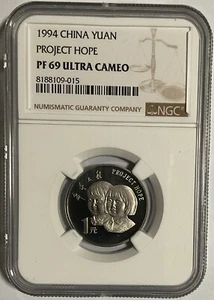 1994 CHINA YUAN
PROJECT HOPE
PF 69 ULTRA CAMEO
8188109-015
NUMISMATIC GUARANTY COMPANY
NGC
PROJECT HOPE
1元